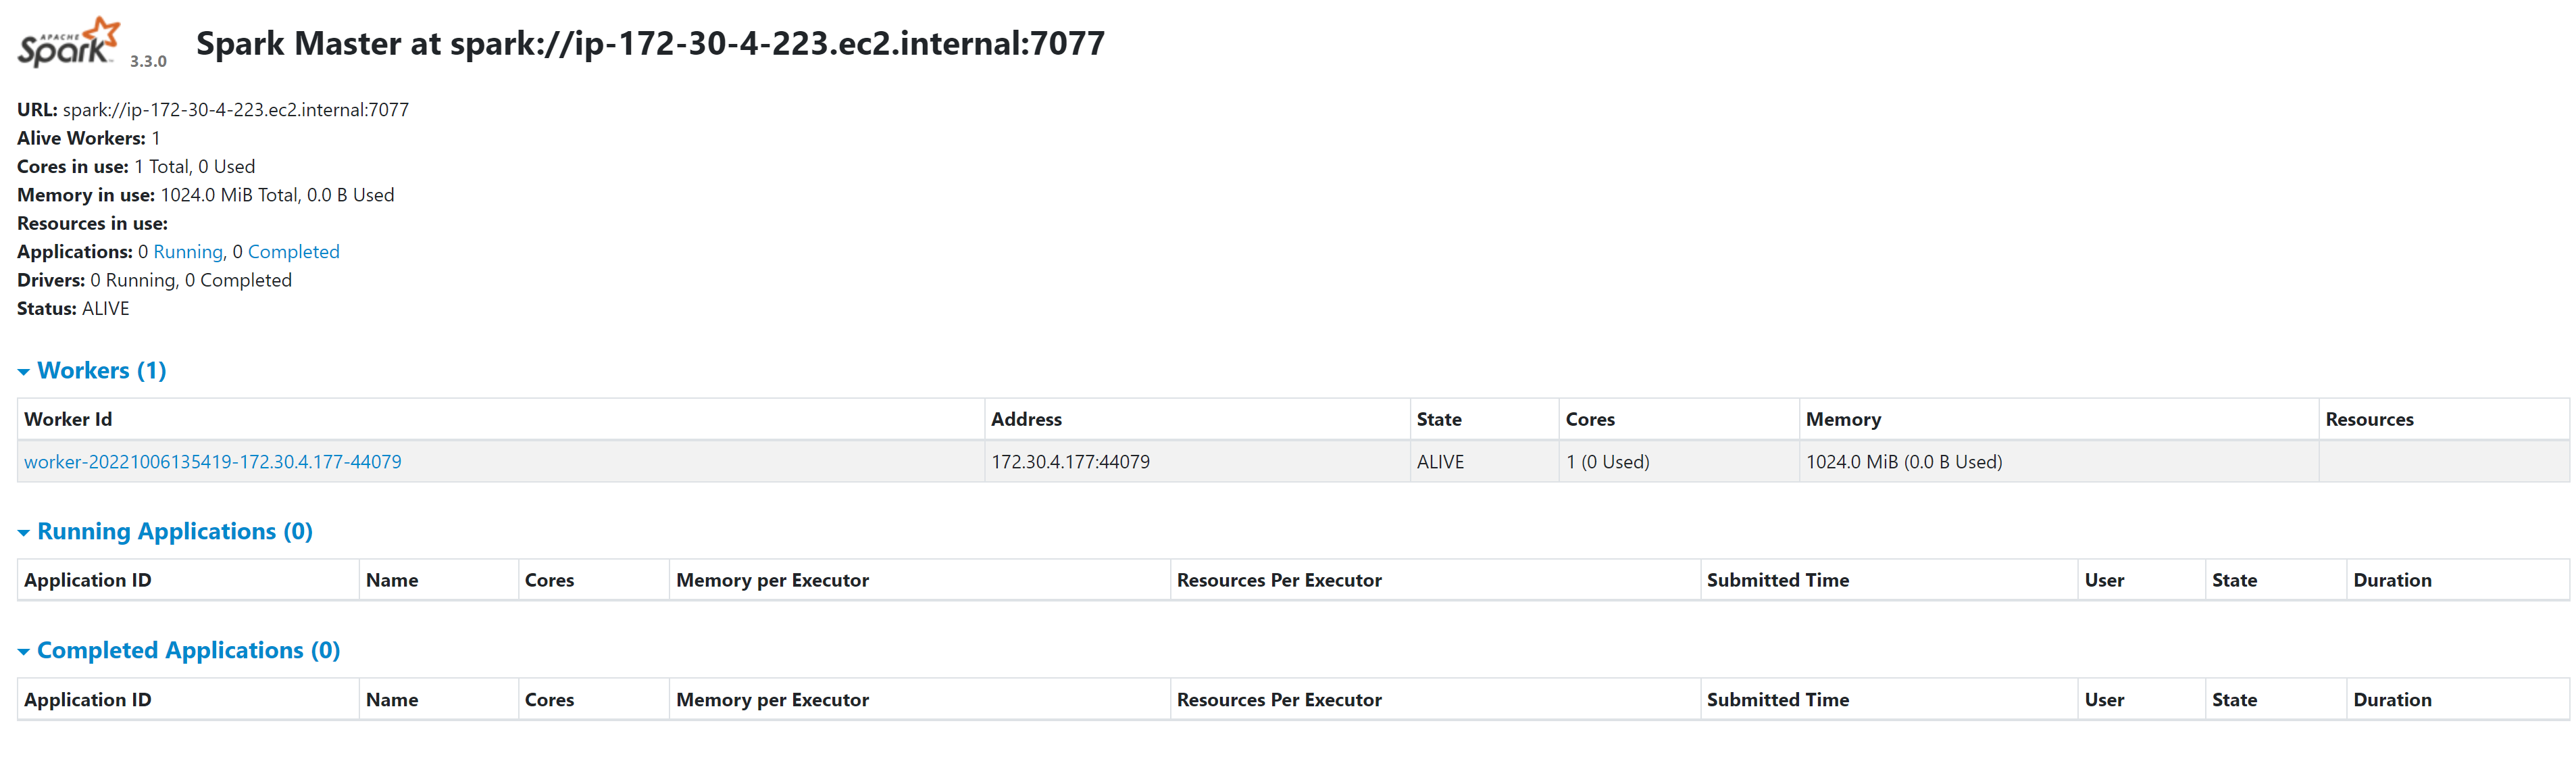 APACHE
Spark 3.3.0 Spark Master at spark://ip-172-30-4-223.ec2.internal:7077
URL: spark://ip-172-30-4-223.ec2.internal:7077
Alive Workers: 1
Cores in use: 1 Total, 0 Used
Memory in use: 1024.0 MiB Total, 0.0 B Used
Resources in use:
Applications: 0 Running, 0 Completed
Drivers: 0 Running, 0 Completed
Status: ALIVE
Workers (1)
Worker Id Address State Cores Memory Resources
worker-20221006135419-172.30.4.177-44079 172.30.4.177:44079 ALIVE 1 (0 Used) 1024.0 MiB (0.0 B Used)
Running Applications (0)
Application ID Name Cores Memory per Executor Resources Per Executor Submitted Time User State Duration
Completed Applications (0)
Application ID Name Cores Memory per Executor Resources Per Executor Submitted Time User State Duration